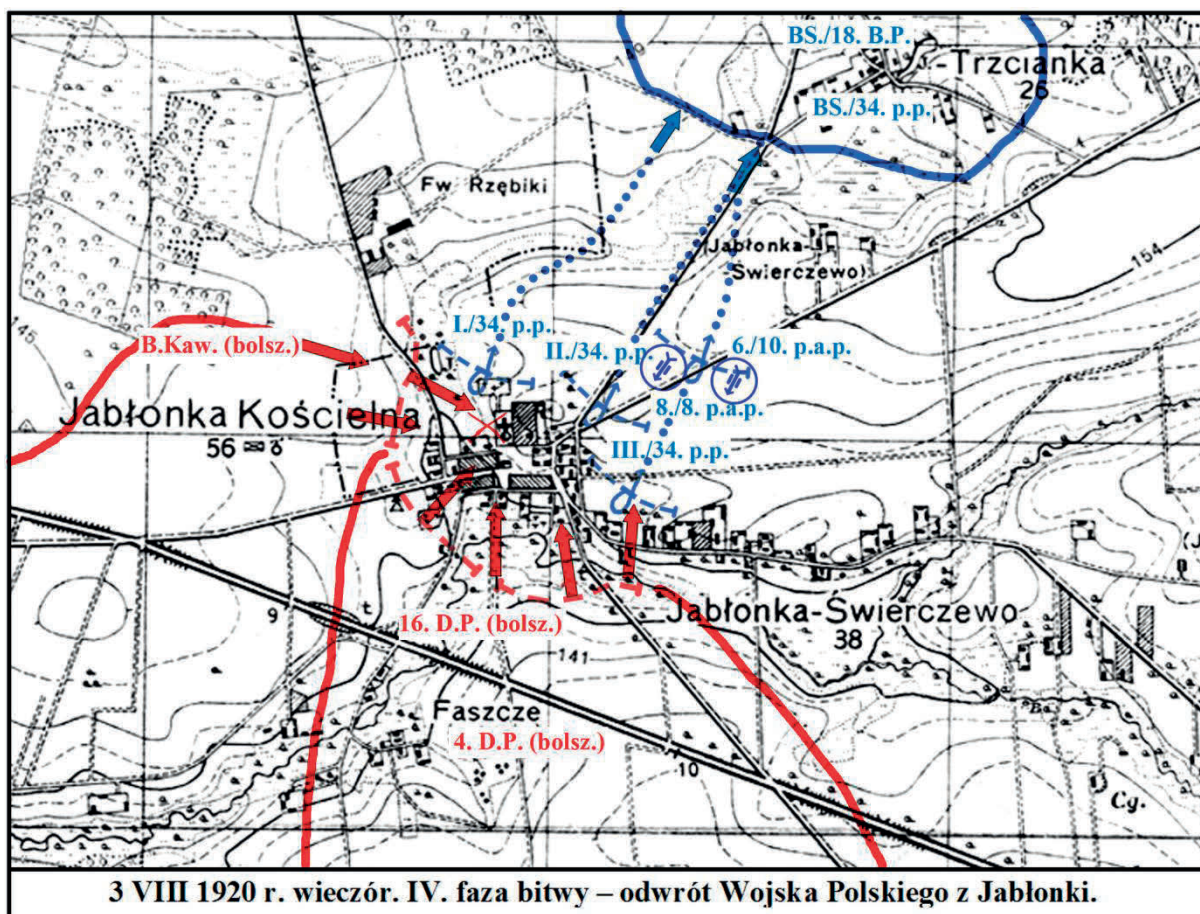 BS./18. B.P.
Trzcianka
26
BS./34. p.p.
Fw Rzębiki
(Jabłonka-
Świerczewo)
154
145
B.Kaw. (bolsz.)
I./34. p.p.
II./34. p.p.
6./10. p.a.p.
8./8. p.a.p.
Jabłonka Kościelna
56
III./34. p.p.
9
t
16. D.P. (bolsz.)
141
Jabłonka-Świerczewo
38
Faszcze
4. D.P. (bolsz.)
10
Cg.
3 VIII 1920 r. wieczór. IV. faza bitwy – odwrót Wojska Polskiego z Jabłonki.